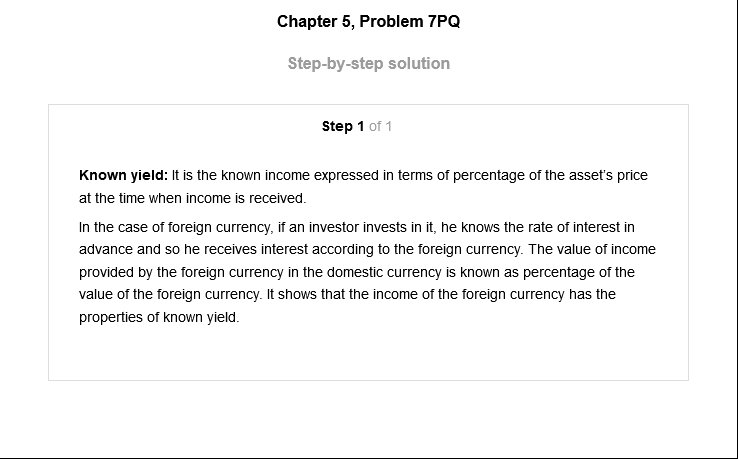 Chapter 5, Problem 7PQ
Step-by-step solution
Step 1 of 1
Known yield: It is the known income expressed in terms of percentage of the asset's price
at the time when income is received.
In the case of foreign currency, if an investor invests in it, he knows the rate of interest in
advance and so he receives interest according to the foreign currency. The value of income
provided by the foreign currency in the domestic currency is known as percentage of the
value of the foreign currency. It shows that the income of the foreign currency has the
properties of known yield.